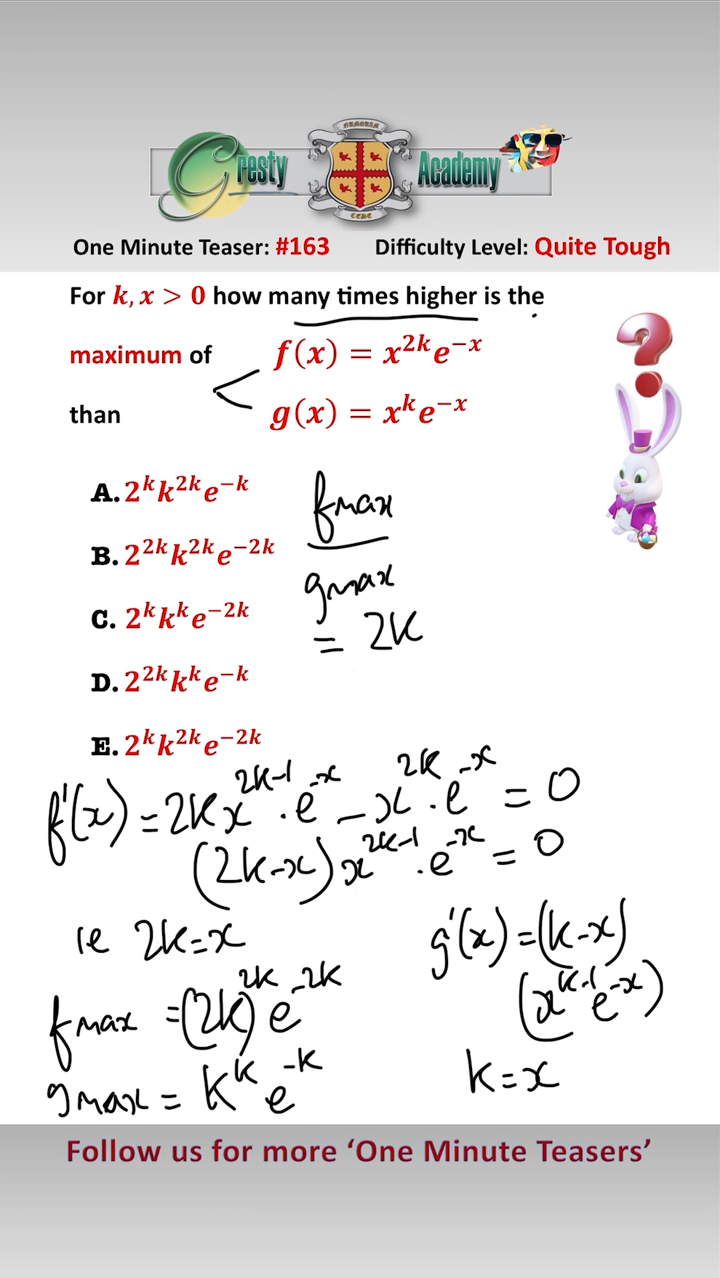 Gresty Academy
One Minute Teaser: #163 Difficulty Level: Quite Tough
For k, x > 0 how many times higher is the
maximum of f(x) = x^{2k}e^{−x}
than g(x) = x^k e^{−x}
A. 2^k k^{2k} e^{−k}
B. 2^{2k} k^{2k} e^{−2k}
C. 2^k k^k e^{−2k}
D. 2^{2k} k^k e^{−k}
E. 2^k k^{2k} e^{−2k}
fmax
gmax
= 2k
f'(x) = 2kx^{2k-1} . e^{-x} - x^{2k} . e^{-x} = 0
(2k-x) x^{2k-1} . e^{-x} = 0
ie 2k=x
g'(x) = (k-x)
(x^{k-1} e^{-x})
k=x
fmax = (2k)^{2k} e^{-2k}
gmax = k^k e^{-k}
Follow us for more ‘One Minute Teasers’